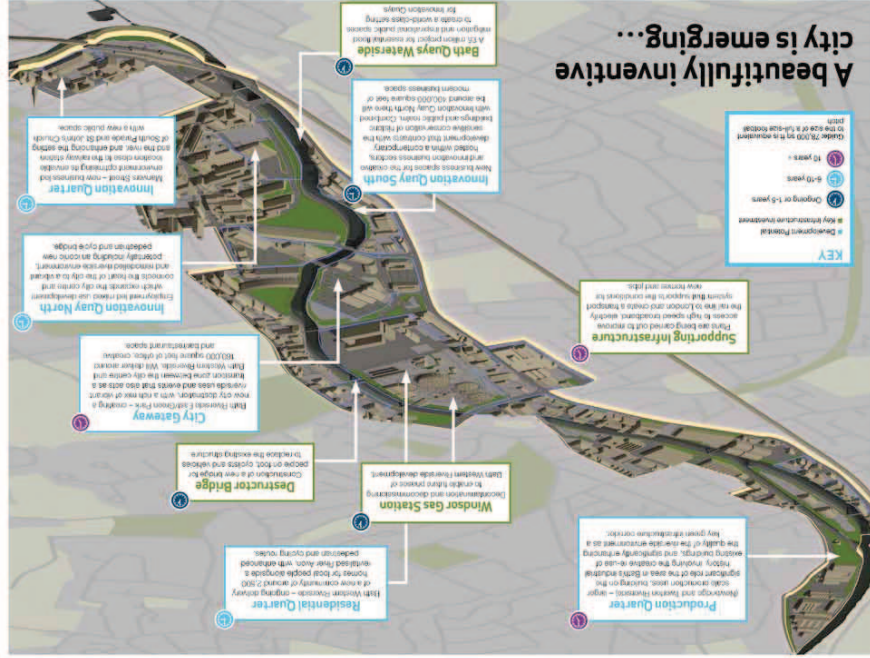 Production Quarter
(Newbridge and Twerton Riverside) – larger
scale production uses, building on the
significant role of the area in Bath's industrial
history. Involving the creative re-use of
existing buildings, and significantly enhancing
the quality of the riverside environment as a
key green infrastructure corridor.
Residential Quarter
Bath Western Riverside – ongoing delivery
of a new community of around 2,500
homes for local people alongside a
revitalised River Avon, with enhanced
pedestrian and cycling routes.
Windsor Gas Station
Decontamination and decommissioning
to enable future phases of
Bath Western Riverside development.
Destructor Bridge
Construction of a new bridge for
people on foot, cyclists and vehicles
to replace the existing structure
City Gateway
Bath Riverside East/Green Park – creating a
new city destination, with a rich mix of vibrant
riverside uses and events that also acts as a
transition zone between the city centre and
Bath Western Riverside. Will deliver around
160,000 square feet of office, creative
and bar/restaurant space.
Innovation North Quay
Employment led mixed use development
which expands the city centre and
connects the heart of the city to a vibrant
and remodelled riverside environment,
potentially including an iconic new
pedestrian and cycle bridge.
Innovation Quarter
Manvers Street – new business led
environment optimising its enviable
location close to the railway station
and the river, and enhancing the setting
of South Parade and St John's Church
with a new public space.
Supporting Infrastructure
Plans are being carried out to improve
access to high speed broadband, electrify
the rail line to London and create a transport
system that supports the conditions for
new homes and jobs.
Innovation Quay South
New business spaces for the creative
and innovation business sectors,
hosted within a contemporary
development that contrasts with the
sensitive conservation of historic
buildings and public realm. Combined
with Innovation Quay North there will
be around 400,000 square feet of
modern business space.
Bath Quays Waterside
A £6 million project for essential flood
mitigation and inspirational public spaces
to create a world-class setting
for Innovation Quays
KEY
Development Potential
Key Infrastructure Investment
Ongoing or 1-5 years
6-10 years
10 years +
Guide: 78,000 sq ft is equivalent
to the size of a full-size football
pitch
A beautifully inventive
city is emerging...